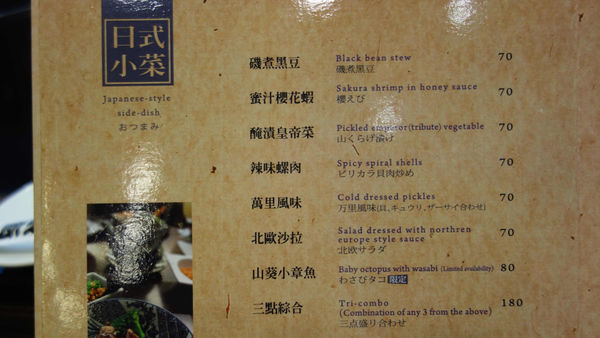 日式
小菜
Japanese-style
side-dish
おつまみ
磯煮黑豆 Black bean stew 70
磯煮黒豆
蜜汁櫻花蝦 Sakura shrimp in honey sauce 70
櫻えび
醃漬皇帝菜 Pickled emperor(tribute) vegetable 70
山くらげ漬け
辣味螺肉 Spicy spiral shells 70
ピリカラ貝肉炒め
萬里風味 Cold dressed pickles 70
万里風味(貝、キュウリ、ザーサイ合わせ)
北歐沙拉 Salad dressed with northren 70
europe style sauce
北欧サラダ
山葵小章魚 Baby octopus with wasabi (Limited availability) 80
わさびタコ 限定
三點綜合 Tri-combo 180
(Combination of any 3 from the above)
三点盛り合わせ